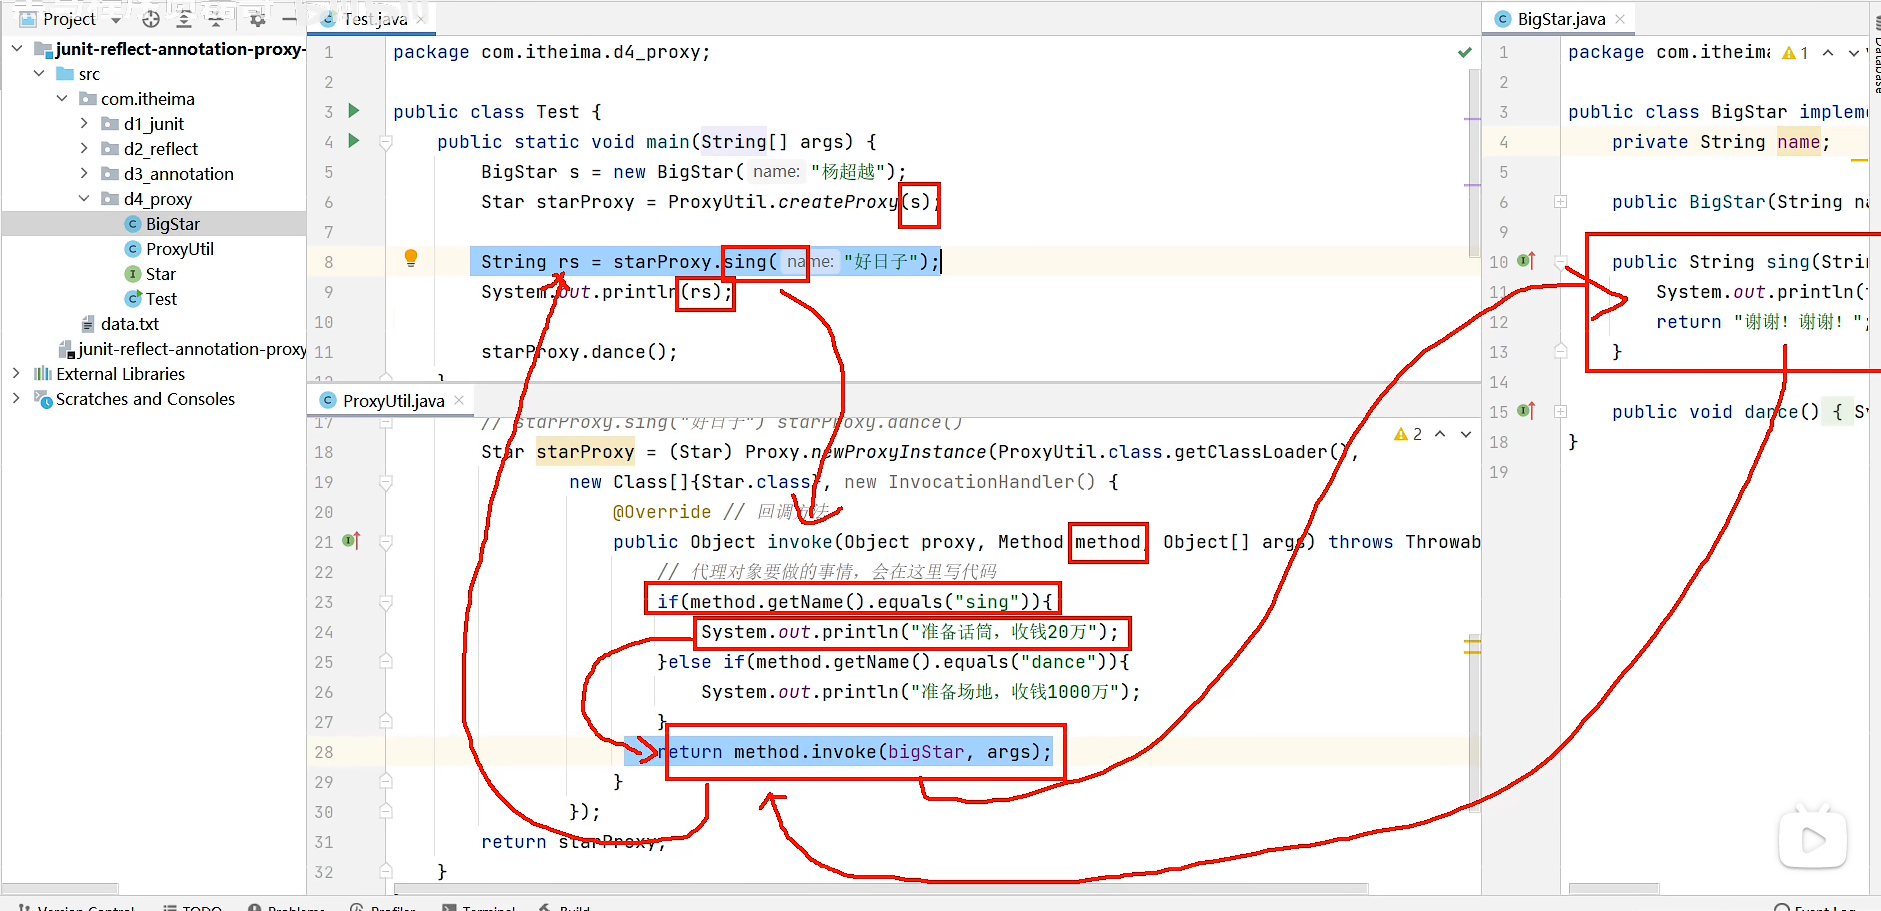 Project
junit-reflect-annotation-proxy-
src
com.itheima
d1_junit
d2_reflect
d3_annotation
d4_proxy
BigStar
ProxyUtil
Star
Test
data.txt
junit-reflect-annotation-proxy
External Libraries
Scratches and Consoles
Test.java
1 package com.itheima.d4_proxy;
2
3 public class Test {
4 public static void main(String[] args) {
5 BigStar s = new BigStar( name: "杨超越");
6 Star starProxy = ProxyUtil.createProxy(s);
7
8 String rs = starProxy.sing( name: "好日子");
9 System.out.println(rs);
10
11 starProxy.dance();
12 }
ProxyUtil.java
17 // starProxy.sing("好日子") starProxy.dance()
2
18 Star starProxy = (Star) Proxy.newProxyInstance(ProxyUtil.class.getClassLoader(),
19 new Class[]{Star.class}, new InvocationHandler() {
20 @Override // 回调方法
21 public Object invoke(Object proxy, Method method, Object[] args) throws Throwab
22 // 代理对象要做的事情，会在这里写代码
23 if(method.getName().equals("sing")){
24 System.out.println("准备话筒，收钱20万");
25 }else if(method.getName().equals("dance")){
26 System.out.println("准备场地，收钱1000万");
27 }
28 return method.invoke(bigStar, args);
29 }
30 });
31 return starProxy;
32 }
BigStar.java
1 package com.itheima
1
2
3 public class BigStar implem
4 private String name;
5
6 public BigStar(String na
9
10 public String sing(Strin
11 System.out.println(
12 return "谢谢！谢谢！";
13 }
14
15 public void dance() { Sy
18 }
19
Database
Version Control TODO Problems Profiler Terminal Build
Event Log